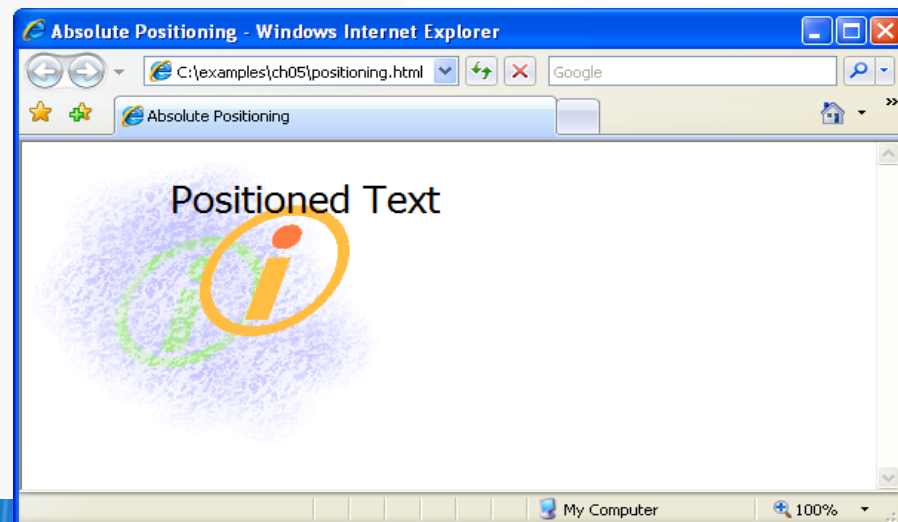 Absolute Positioning - Windows Internet Explorer
C:\examples\ch05\positioning.html Google
Absolute Positioning
Positioned Text
i
i
My Computer 100%